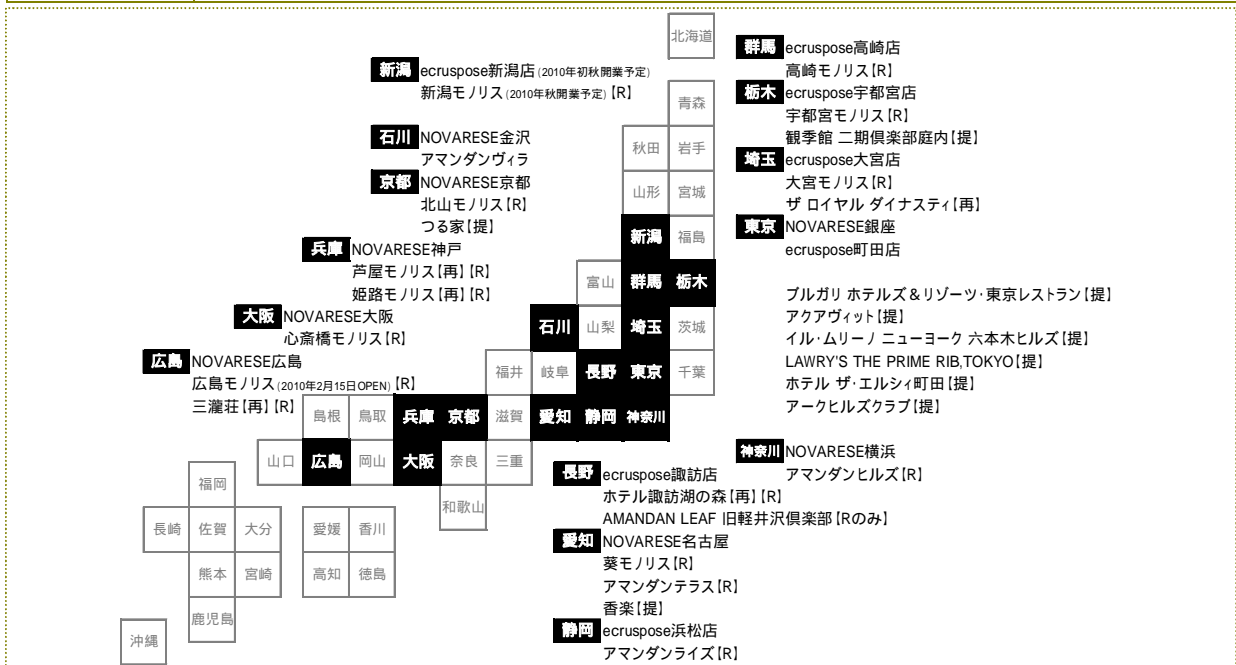 北海道
群馬 ecruspose高崎店
高崎モノリス【R】
新潟 ecruspose新潟店(2010年初秋開業予定)
新潟モノリス(2010年秋開業予定)【R】
栃木 ecruspose宇都宮店
宇都宮モノリス【R】
観季館 二期倶楽部庭内【提】
青森
石川 NOVARESE金沢
アマンダンヴィラ
秋田 岩手
埼玉 ecruspose大宮店
大宮モノリス【R】
ザ ロイヤル ダイナスティ【再】
京都 NOVARESE京都
北山モノリス【R】
つる家【提】
山形 宮城
東京 NOVARESE銀座
ecruspose町田店
ブルガリ ホテルズ&リゾーツ・東京レストラン【提】
アクアヴィット【提】
イル・ムリーノ ニューヨーク 六本木ヒルズ【提】
LAWRY'S THE PRIME RIB,TOKYO【提】
ホテル ザ・エルシィ町田【提】
アークヒルズクラブ【提】
新潟 福島
兵庫 NOVARESE神戸
芦屋モノリス【再】【R】
姫路モノリス【再】【R】
富山 群馬 栃木
大阪 NOVARESE大阪
心斎橋モノリス【R】
石川 山梨 埼玉 茨城
広島 NOVARESE広島
広島モノリス(2010年2月15日OPEN)【R】
三瀧荘【再】【R】
福井 岐阜 長野 東京 千葉
島根 鳥取 兵庫 京都 滋賀 愛知 静岡 神奈川
山口 広島 岡山 大阪 奈良 三重
神奈川 NOVARESE横浜
アマンダンヒルズ【R】
福岡
和歌山
長野 ecruspose諏訪店
ホテル諏訪湖の森【再】【R】
AMANDAN LEAF 旧軽井沢倶楽部【Rのみ】
長崎 佐賀 大分 愛媛 香川
愛知 NOVARESE名古屋
葵モノリス【R】
アマンダンテラス【R】
香楽【提】
熊本 宮崎 高知 徳島
鹿児島
静岡 ecruspose浜松店
アマンダンライズ【R】
沖縄